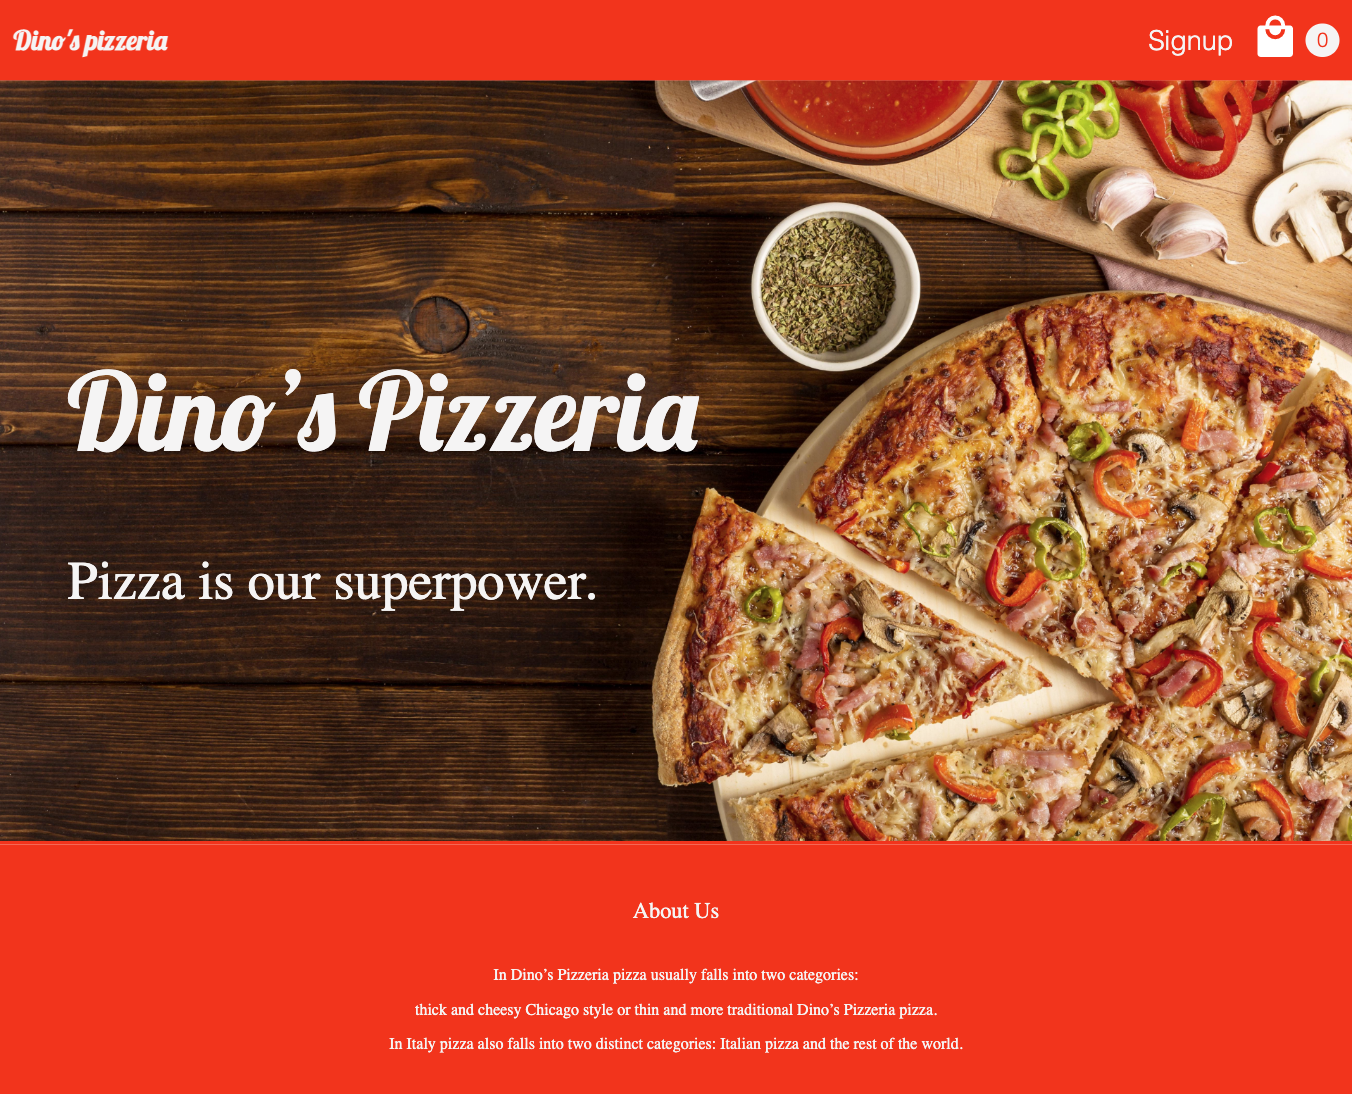 Dino's pizzeria
Signup
0
Dino’s Pizzeria
Pizza is our superpower.
About Us
In Dino’s Pizzeria pizza usually falls into two categories:
thick and cheesy Chicago style or thin and more traditional Dino’s Pizzeria pizza.
In Italy pizza also falls into two distinct categories: Italian pizza and the rest of the world.